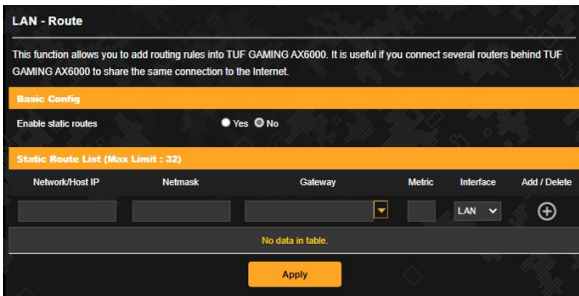 LAN - Route
This function allows you to add routing rules into TUF GAMING AX6000. It is useful if you connect several routers behind TUF
GAMING AX6000 to share the same connection to the Internet.
Basic Config
Enable static routes Yes No
Static Route List (Max Limit : 32)
Network/Host IP Netmask Gateway Metric Interface Add / Delete
LAN
No data in table.
Apply